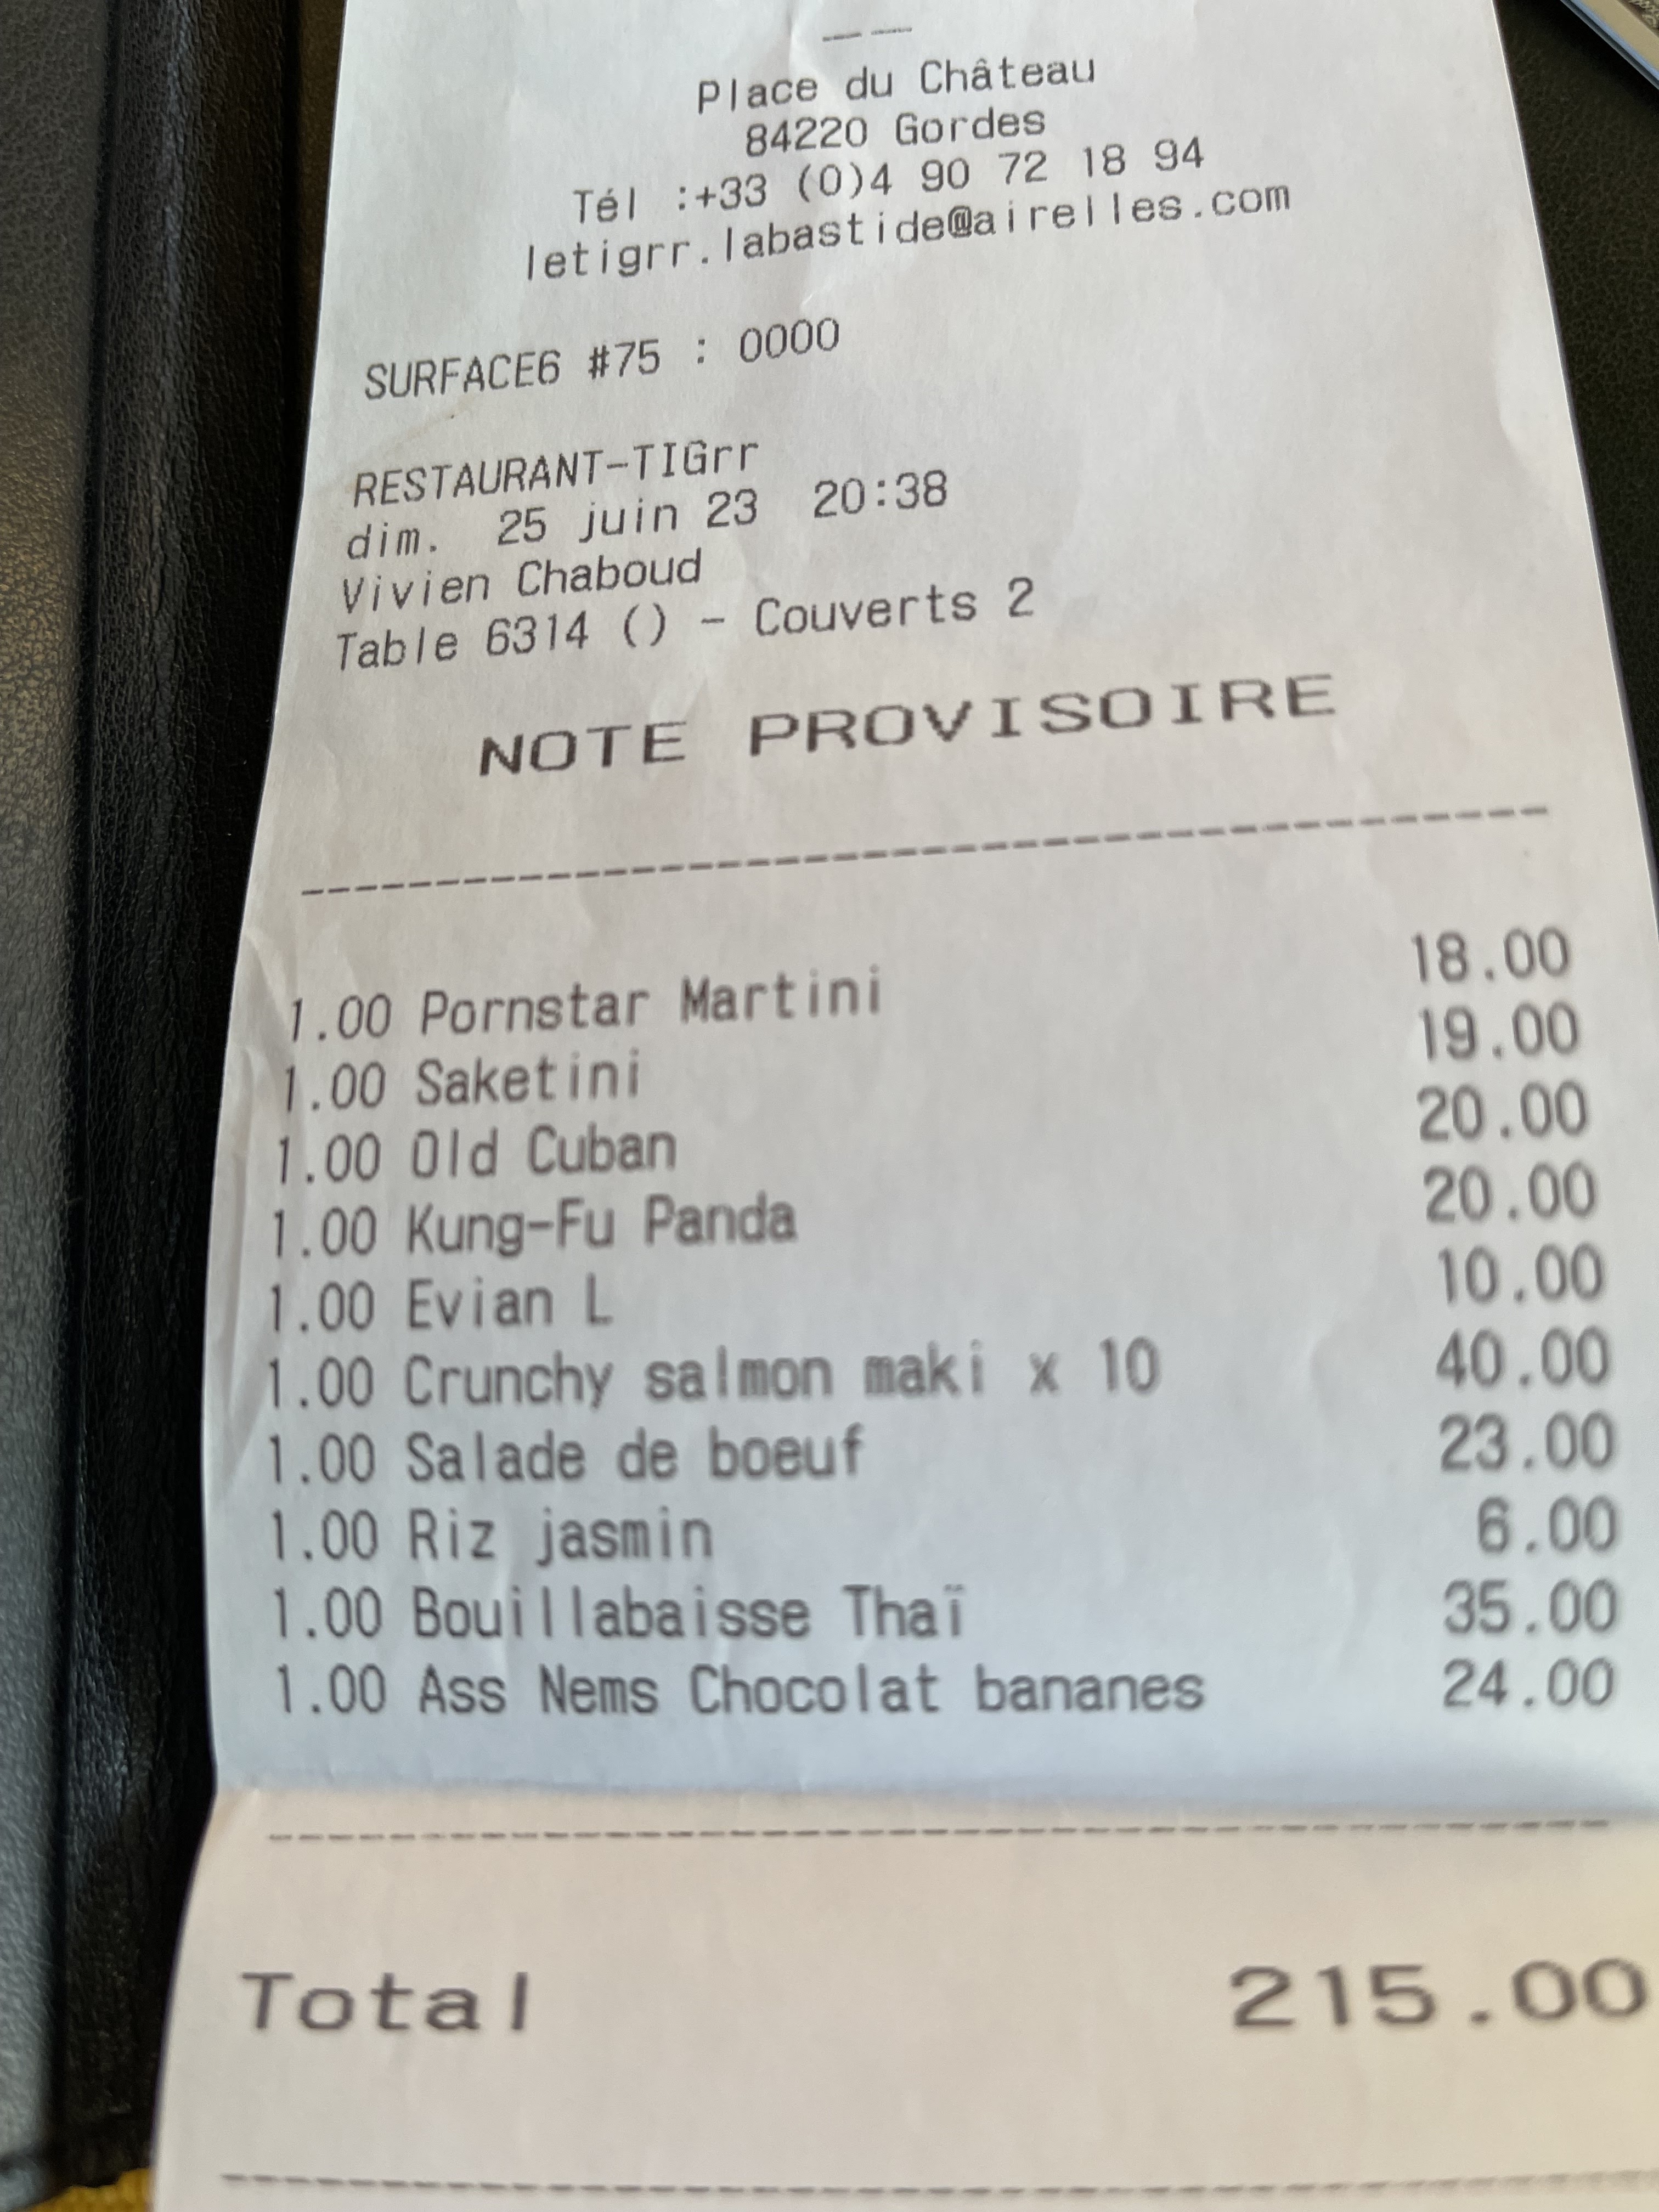 Place du Château
84220 Gordes
Tél :+33 (0)4 90 72 18 94
letigrr.labastide@airelles.com
SURFACE6 #75 : 0000
RESTAURANT-TIGrr
dim. 25 juin 23 20:38
Vivien Chaboud
Table 6314 () - Couverts 2
NOTE PROVISOIRE
1.00 Pornstar Martini 18.00
1.00 Saketini 19.00
1.00 Old Cuban 20.00
1.00 Kung-Fu Panda 20.00
1.00 Evian L 10.00
1.00 Crunchy salmon maki x 10 40.00
1.00 Salade de boeuf 23.00
1.00 Riz jasmin 6.00
1.00 Bouillabaisse Thaï 35.00
1.00 Ass Nems Chocolat bananes 24.00
Total 215.00